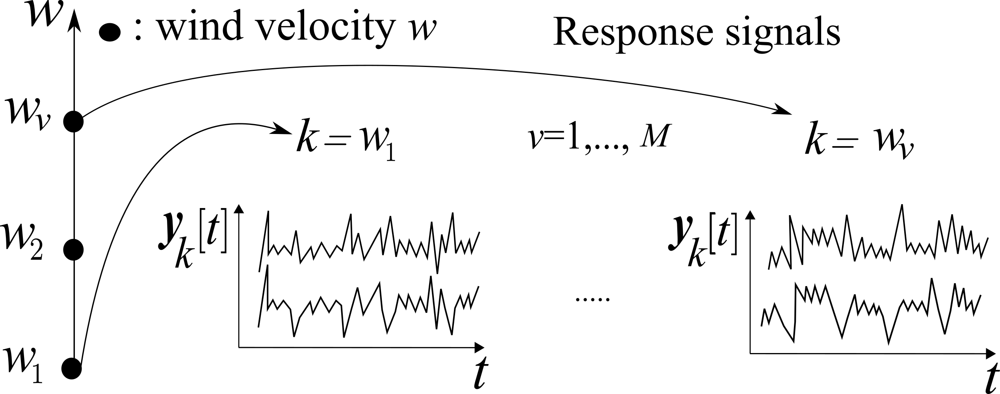 w
: wind velocity w
Response signals
w_v
k = w_1
v=1,..., M
k = w_v
w_2
y_k[t]
y_k[t]
.....
w_1
t
t